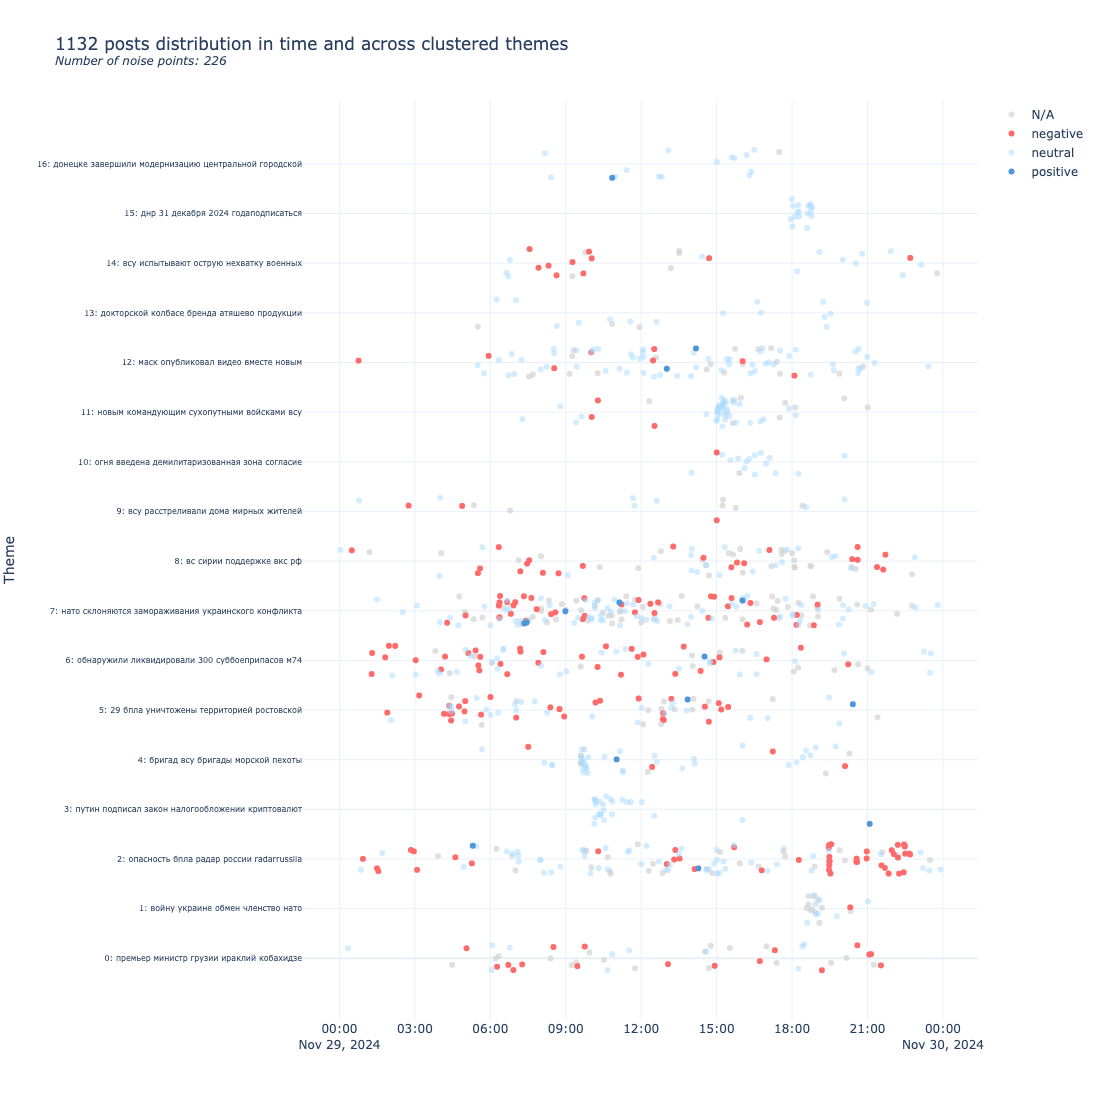 1132 posts distribution in time and across clustered themes
Number of noise points: 226
N/A
negative
neutral
positive
Theme
16: донецке завершили модернизацию центральной городской
15: днр 31 декабря 2024 годаподписаться
14: всу испытывают острую нехватку военных
13: докторской колбасе бренда атяшево продукции
12: маск опубликовал видео вместе новым
11: новым командующим сухопутными войсками всу
10: огня введена демилитаризованная зона согласие
9: всу расстреливали дома мирных жителей
8: вс сирии поддержке вкс рф
7: нато склоняются замораживания украинского конфликта
6: обнаружили ликвидировали 300 суббоеприпасов м74
5: 29 бпла уничтожены территорией ростовской
4: бригад всу бригады морской пехоты
3: путин подписал закон налогообложении криптовалют
2: опасность бпла радар россии radarrussiia
1: войну украине обмен членство нато
0: премьер министр грузии ираклий кобахидзе
00:00 03:00 06:00 09:00 12:00 15:00 18:00 21:00 00:00
Nov 29, 2024 Nov 30, 2024